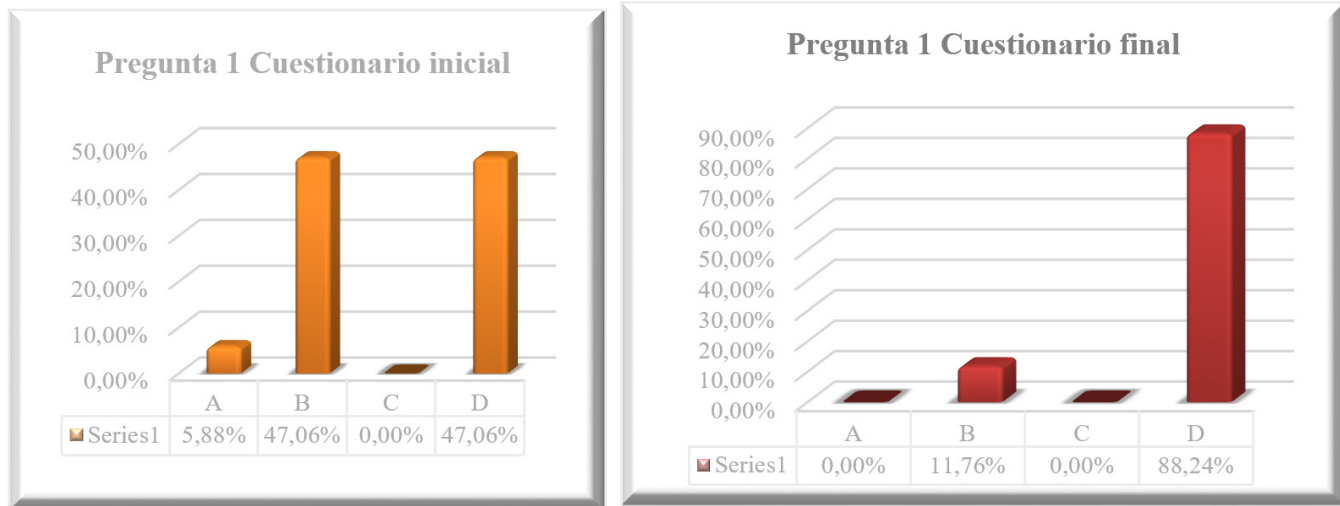 Pregunta 1 Cuestionario inicial
50,00%
40,00%
30,00%
20,00%
10,00%
0,00%
A B C D
Series1 5,88% 47,06% 0,00% 47,06%
Pregunta 1 Cuestionario final
90,00%
80,00%
70,00%
60,00%
50,00%
40,00%
30,00%
20,00%
10,00%
0,00%
A B C D
Series1 0,00% 11,76% 0,00% 88,24%